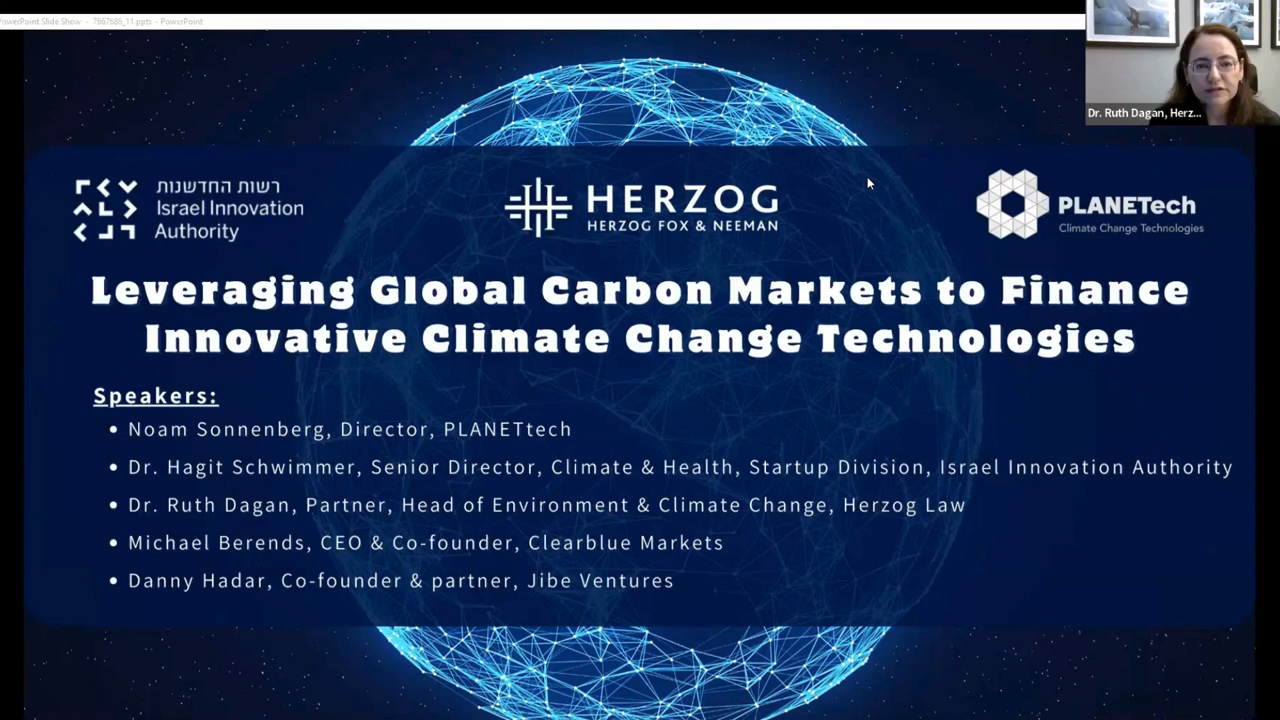 PowerPoint Slide Show - 7667686_11.ppts - PowerPoint
Dr. Ruth Dagan, Herz...
רשות החדשנות
Israel Innovation
Authority
HERZOG
HERZOG FOX & NEEMAN
PLANETech
Climate Change Technologies
Leveraging Global Carbon Markets to Finance
Innovative Climate Change Technologies
Speakers:
• Noam Sonnenberg, Director, PLANETtech
• Dr. Hagit Schwimmer, Senior Director, Climate & Health, Startup Division, Israel Innovation Authority
• Dr. Ruth Dagan, Partner, Head of Environment & Climate Change, Herzog Law
• Michael Berends, CEO & Co-founder, Clearblue Markets
• Danny Hadar, Co-founder & partner, Jibe Ventures